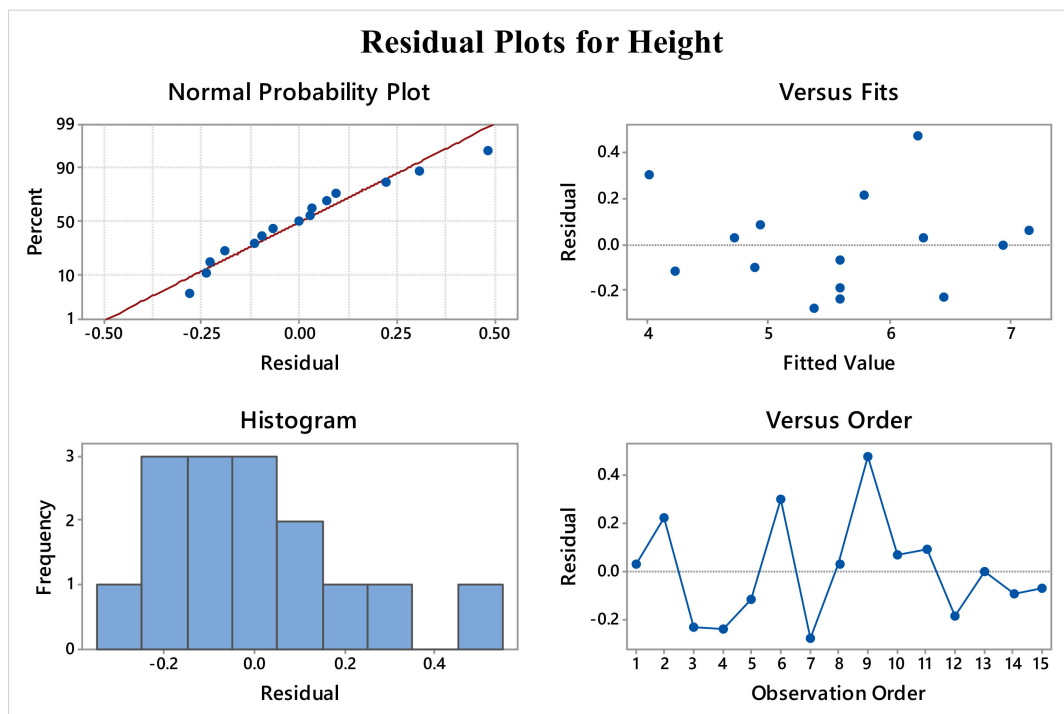 Residual Plots for Height
Normal Probability Plot
99
90
50
10
1
Percent
-0.50 -0.25 0.00 0.25 0.50
Residual
Versus Fits
0.4
0.2
0.0
-0.2
Residual
4 5 6 7
Fitted Value
Histogram
3
2
1
0
Frequency
-0.2 0.0 0.2 0.4
Residual
Versus Order
0.4
0.2
0.0
-0.2
Residual
1 2 3 4 5 6 7 8 9 10 11 12 13 14 15
Observation Order